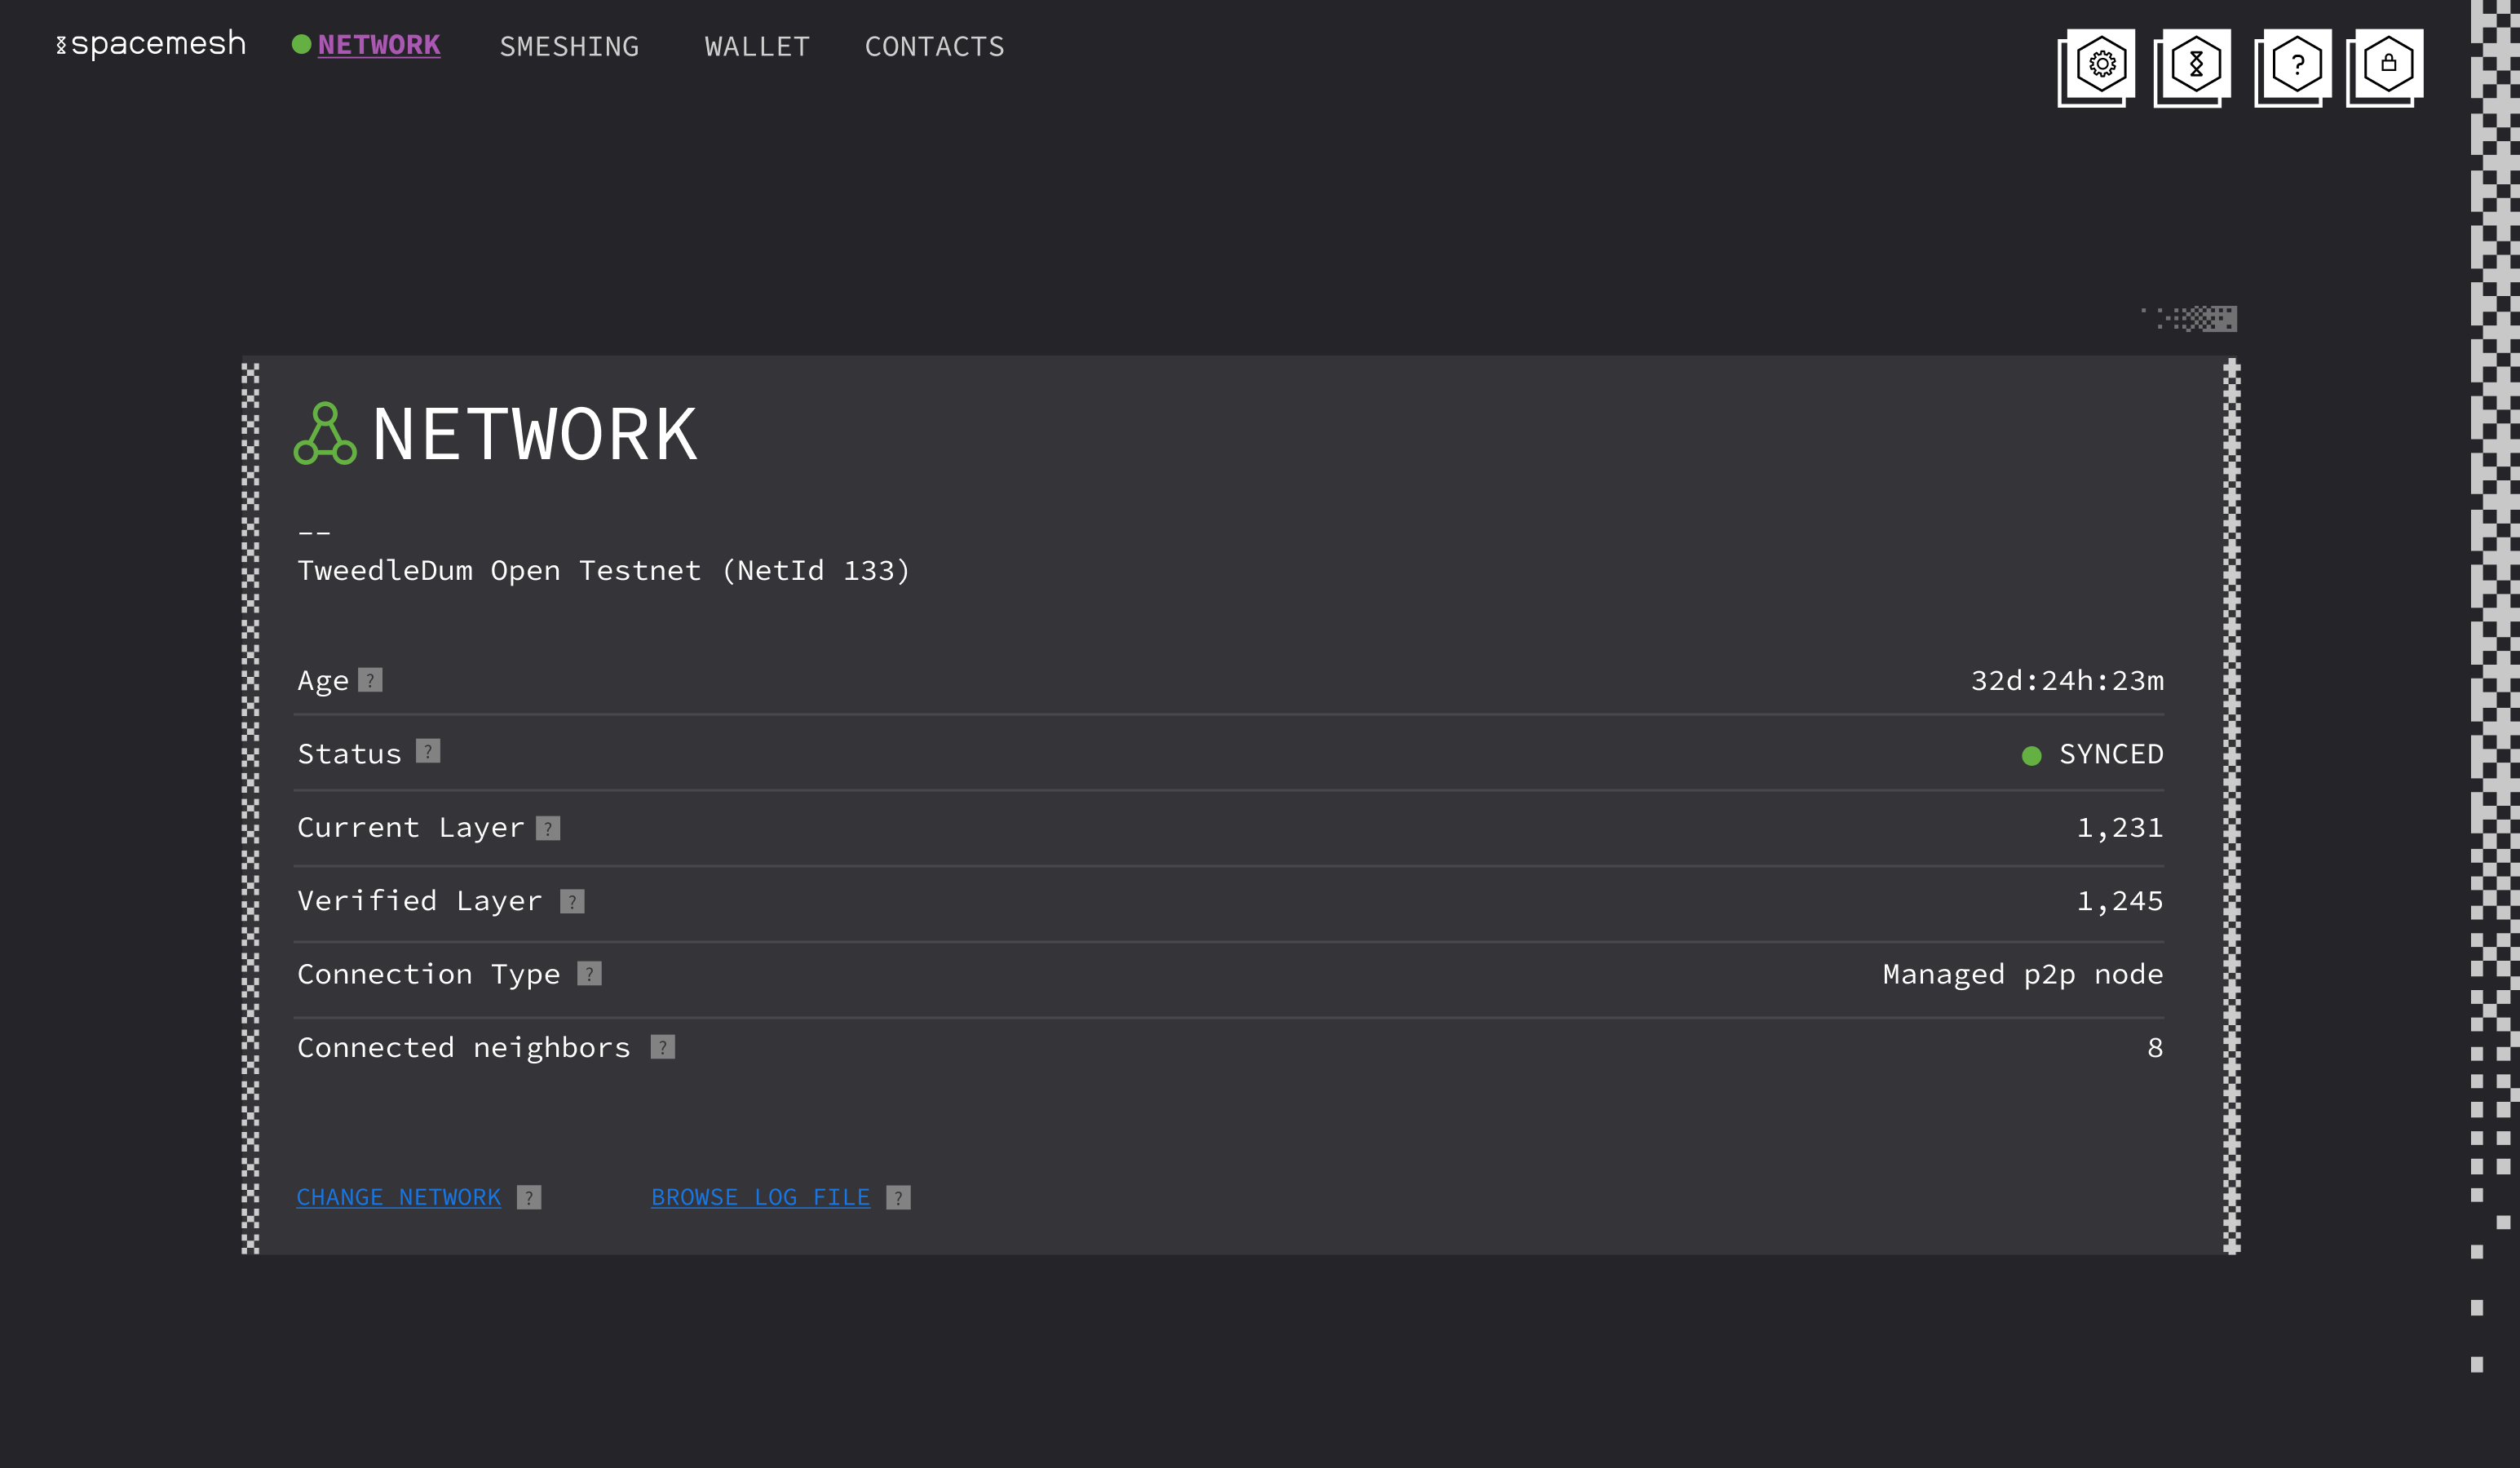 spacemesh
NETWORK
SMESHING
WALLET
CONTACTS
?
NETWORK
--
TweedleDum Open Testnet (NetId 133)
Age ? 32d:24h:23m
Status ? SYNCED
Current Layer ? 1,231
Verified Layer ? 1,245
Connection Type ? Managed p2p node
Connected neighbors ? 8
CHANGE NETWORK ? BROWSE LOG FILE ?